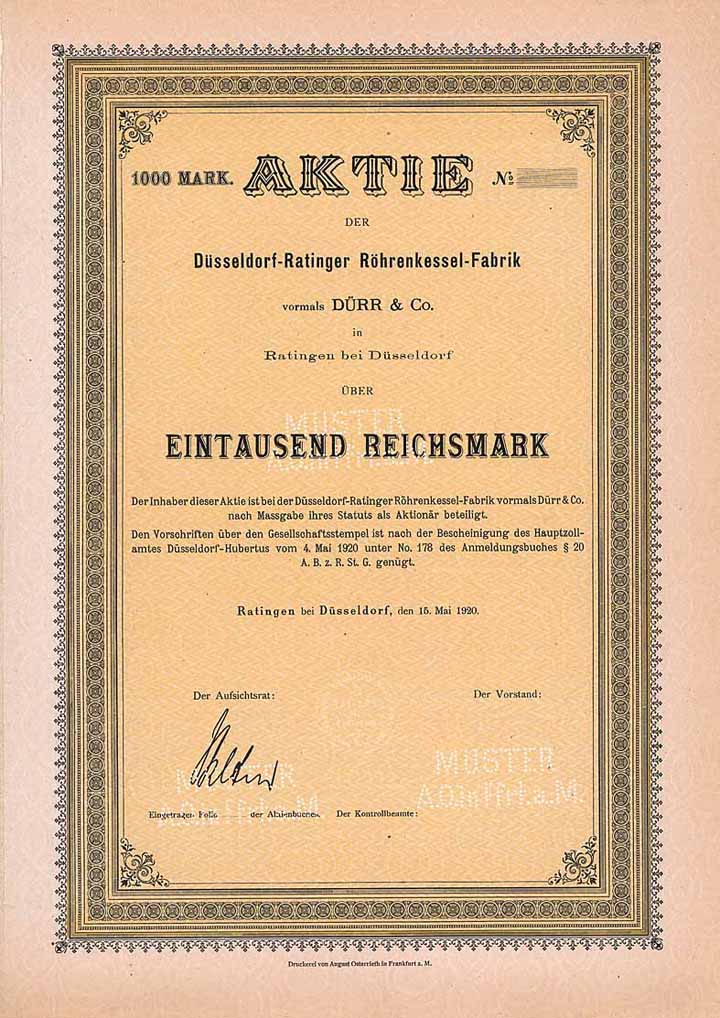 1000 MARK. AKTIE №
DER
Düsseldorf-Ratinger Röhrenkessel-Fabrik
vormals DÜRR & Co.
in
Ratingen bei Düsseldorf
ÜBER
MUSTER
EINTAUSEND REICHSMARK
Der Inhaber dieser Aktie ist bei der Düsseldorf-Ratinger Röhrenkessel-Fabrik vormals Dürr & Co.
nach Massgabe ihres Statuts als Aktionär beteiligt.
Den Vorschriften über den Gesellschaftsstempel ist nach der Bescheinigung des Hauptzoll-
amtes Düsseldorf-Hubertus vom 4. Mai 1920 unter No. 178 des Anmeldungsbuches § 20
A. B. z. R. St. G. genügt.
Ratingen bei Düsseldorf, den 15. Mai 1920.
Der Aufsichtsrat: Der Vorstand:
MUSTER MUSTER
A.O. in Ffrt. a. M. A.O. in Ffrt. a. M.
Eingetragen Folio der Aktienbuches. Der Kontrollbeamte:
Druckerei von August Osterrieth in Frankfurt a. M.